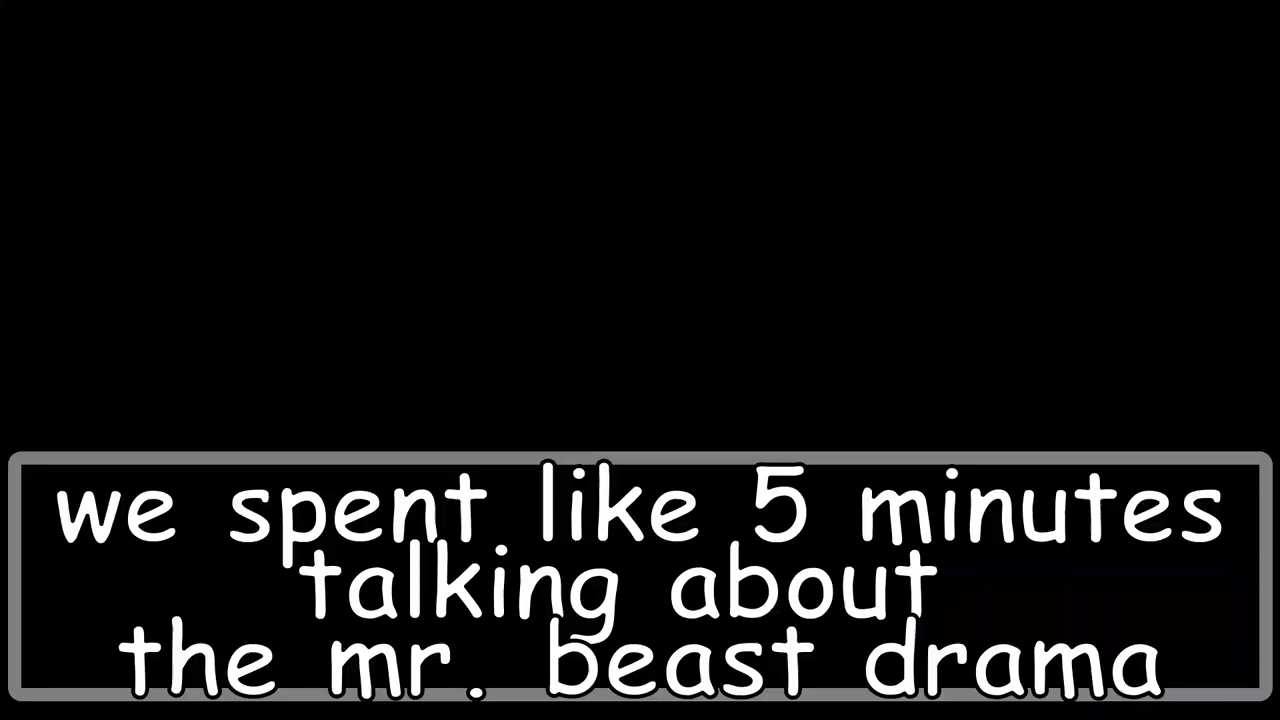 we spent like 5 minutes
talking about
the mr. beast drama